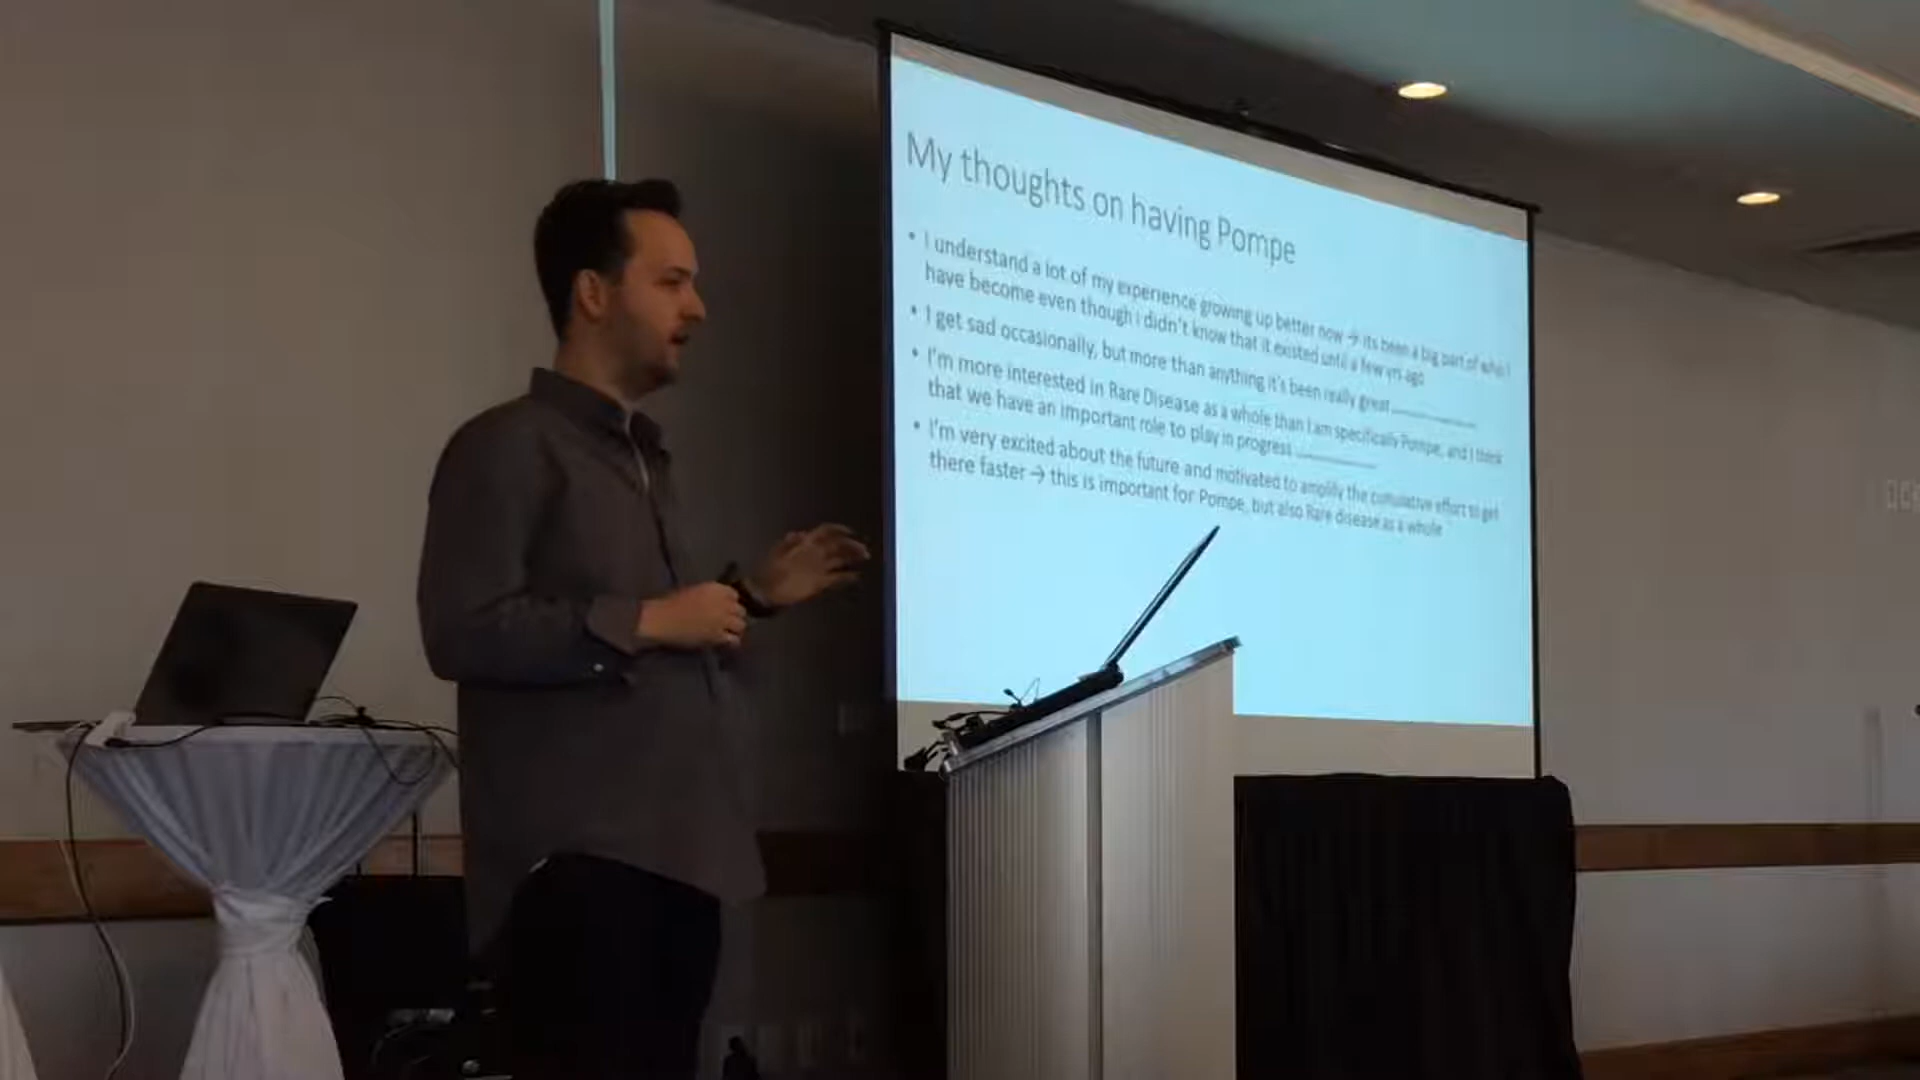 My thoughts on having Pompe
• I understand a lot of my experience growing up better now → its been a big part of who I
have become even though i didn't know that it existed until a few yrs ago
• I get sad occasionally, but more than anything it's been really great
• I'm more interested in Rare Disease as a whole than I am specifically Pompe, and I think
that we have an important role to play in progress
• I'm very excited about the future and motivated to amplify the cumulative effort to get
there faster → this is important for Pompe, but also Rare disease as a whole